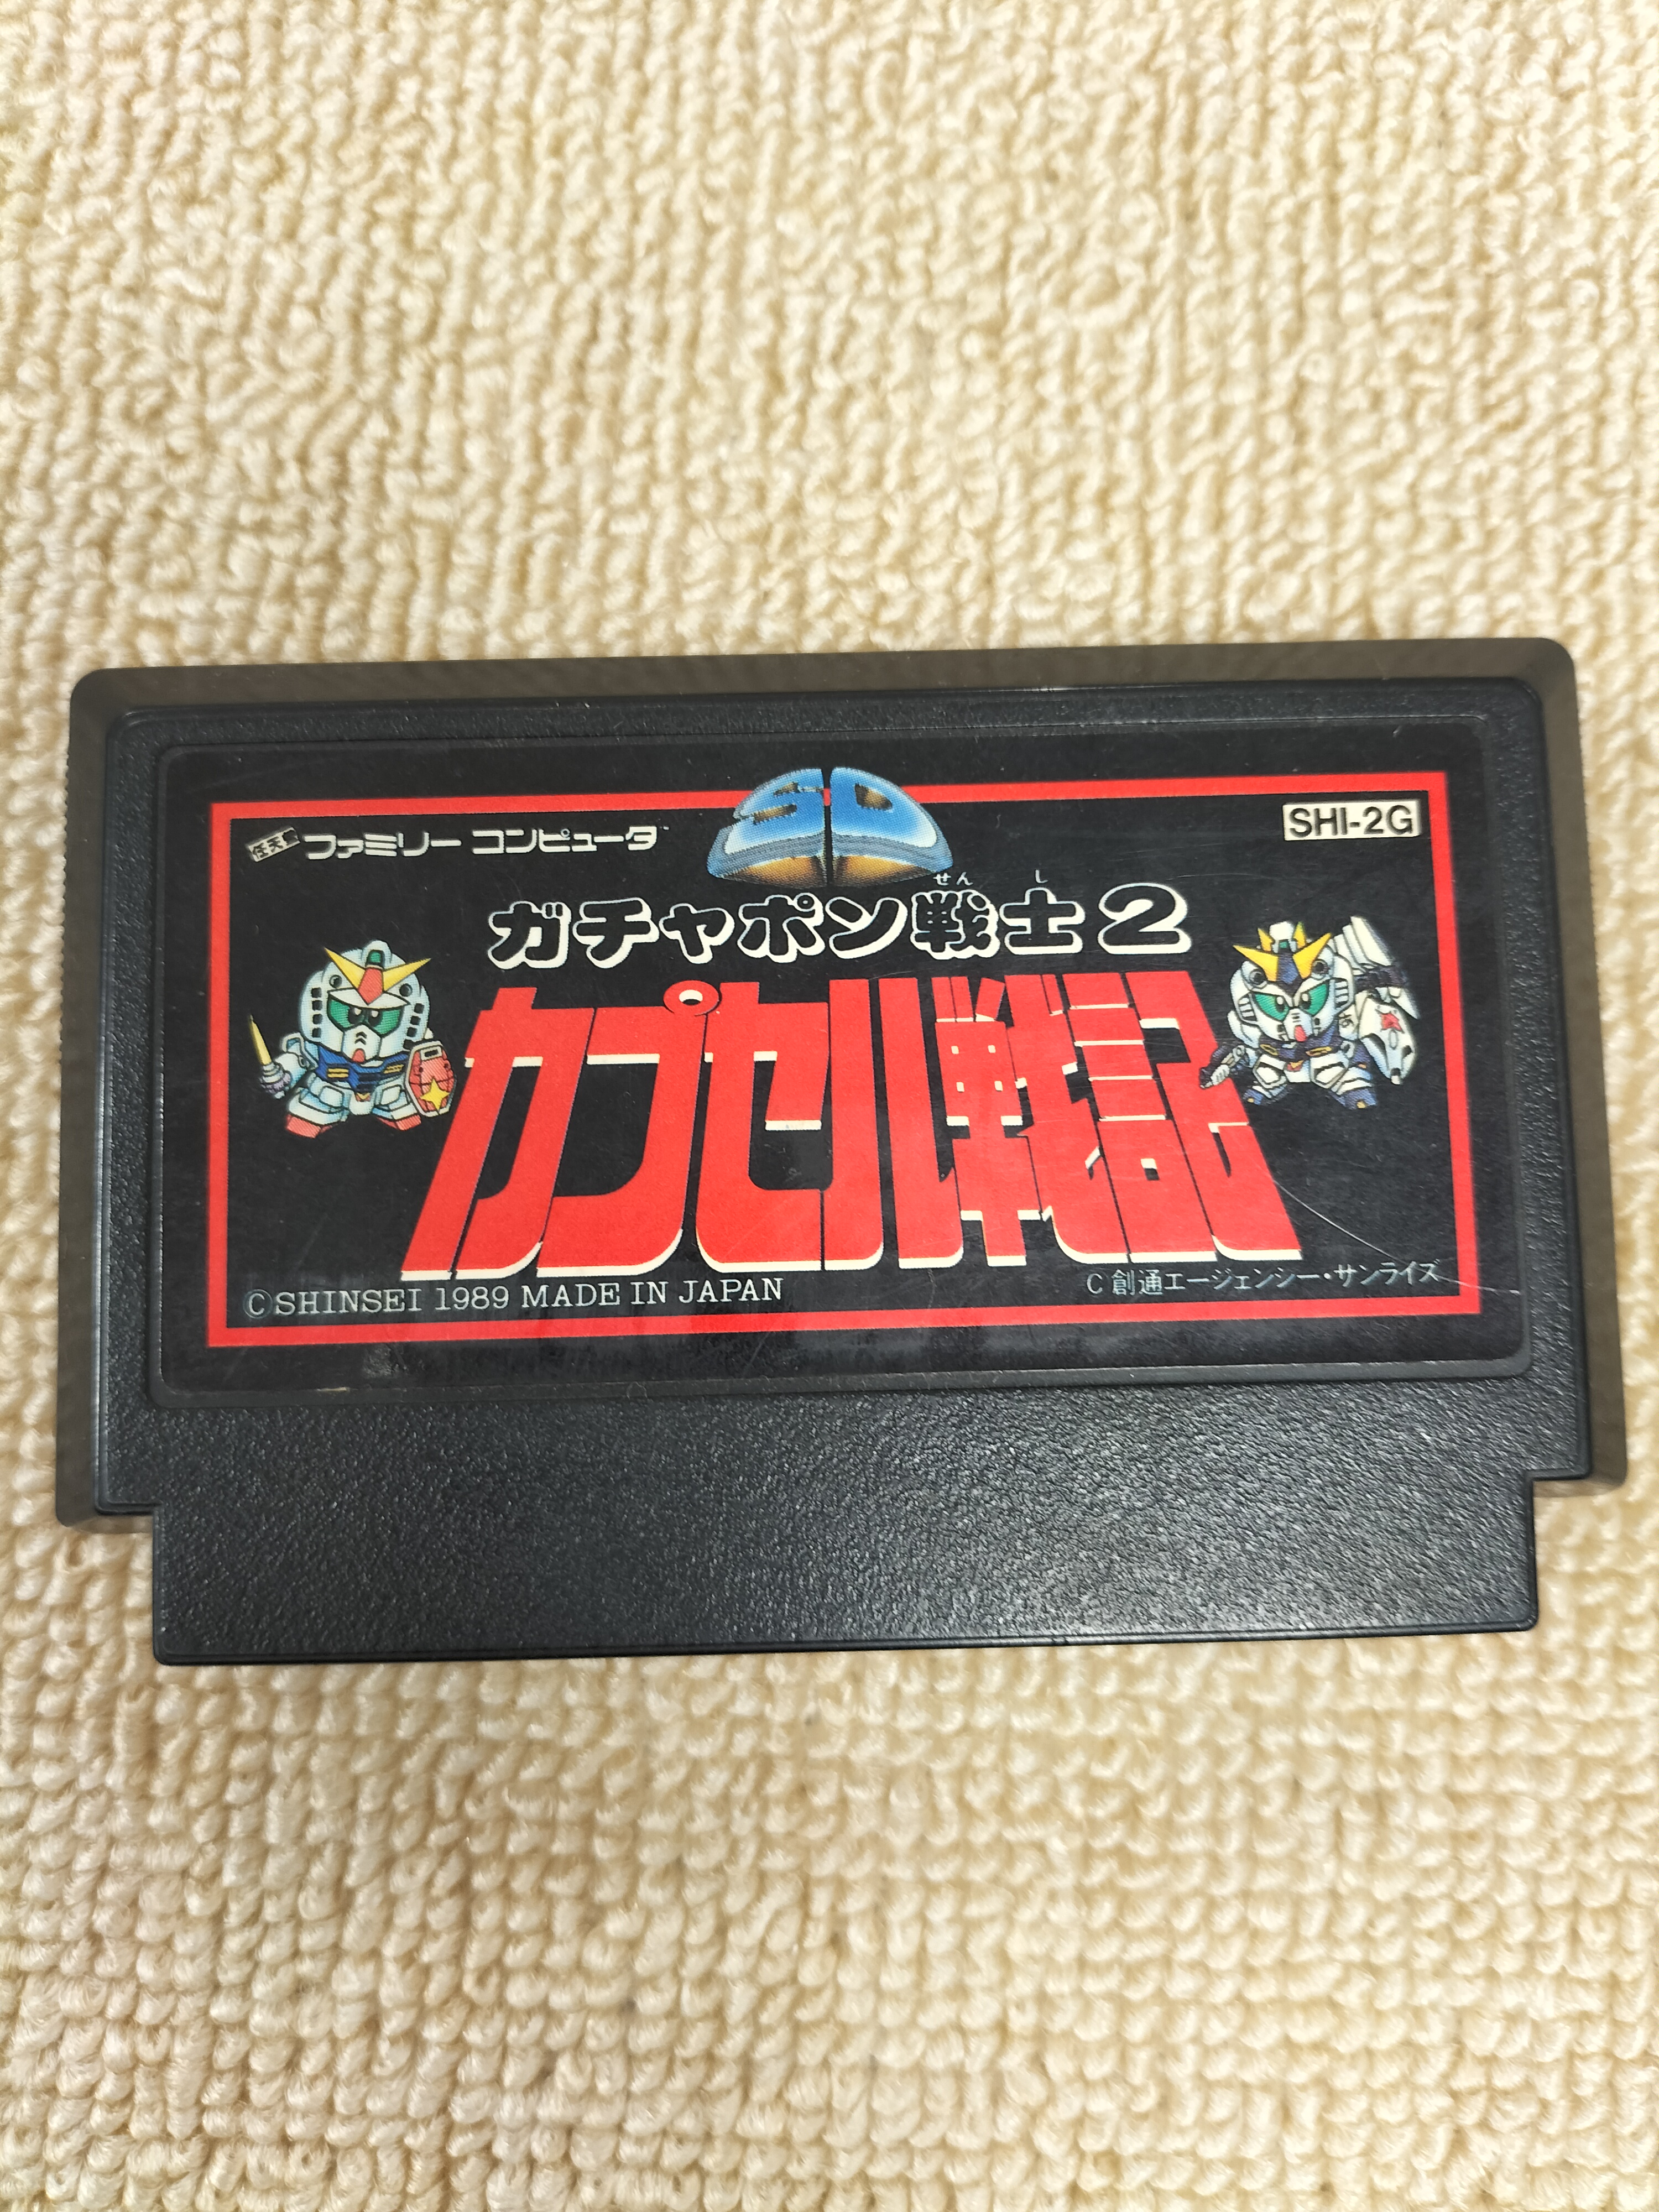 任天堂 ファミリー コンピュータ™
SD
SHI-2G
せんし
ガチャポン戦士2
カプセル戦記
©SHINSEI 1989 MADE IN JAPAN
C 創通エージェンシー・サンライズ